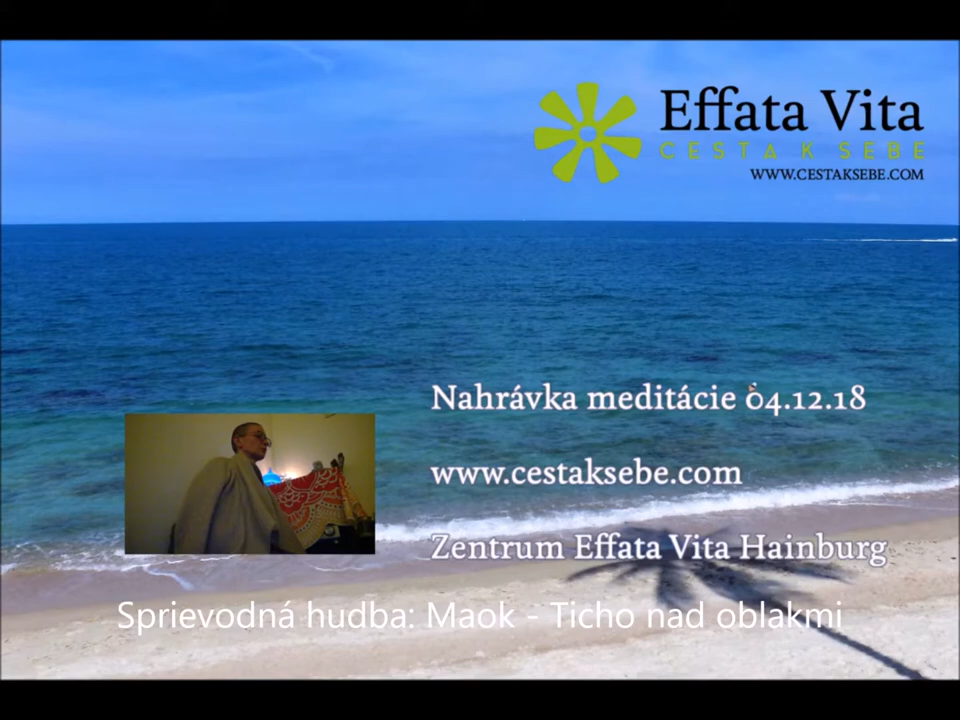 Effata Vita
CESTA K SEBE
WWW.CESTAKSEBE.COM
Nahrávka meditácie 04.12.18
www.cestaksebe.com
Zentrum Effata Vita Hainburg
Sprievodná hudba: Maok - Ticho nad oblakmi